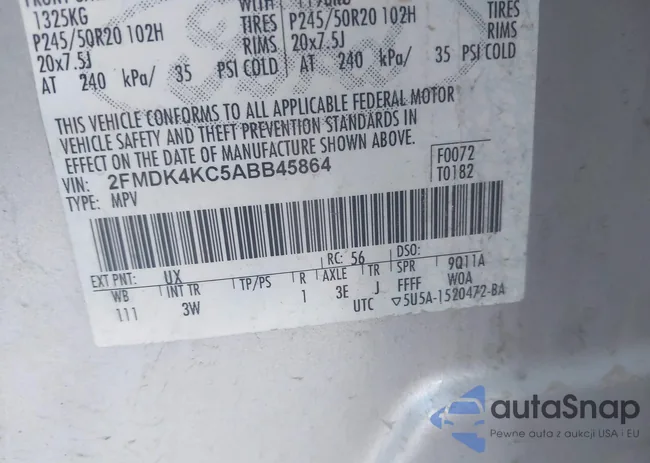 1325KG
P245/50R20 102H
20x7.5J
AT 240 kPa/ 35 PSI COLD
WITH
TIRES
RIMS
P245/50R20 102H
20x7.5J
AT 240 kPa/ 35 PSI COLD
TIRES
RIMS
THIS VEHICLE CONFORMS TO ALL APPLICABLE FEDERAL MOTOR
VEHICLE SAFETY AND THEFT PREVENTION STANDARDS IN
EFFECT ON THE DATE OF MANUFACTURE SHOWN ABOVE.
VIN: 2FMDK4KC5ABB45864
TYPE: MPV
F0072
T0182
EXT PNT: UX RC: 56 DSO:
WB INT TR TP/PS R AXLE TR SPR 9Q11A
111 3W 1 3E J FFFF WOA
UTC ▽5U5A-1520472-BA
autaSnap
Pewne auta z aukcji USA i EU